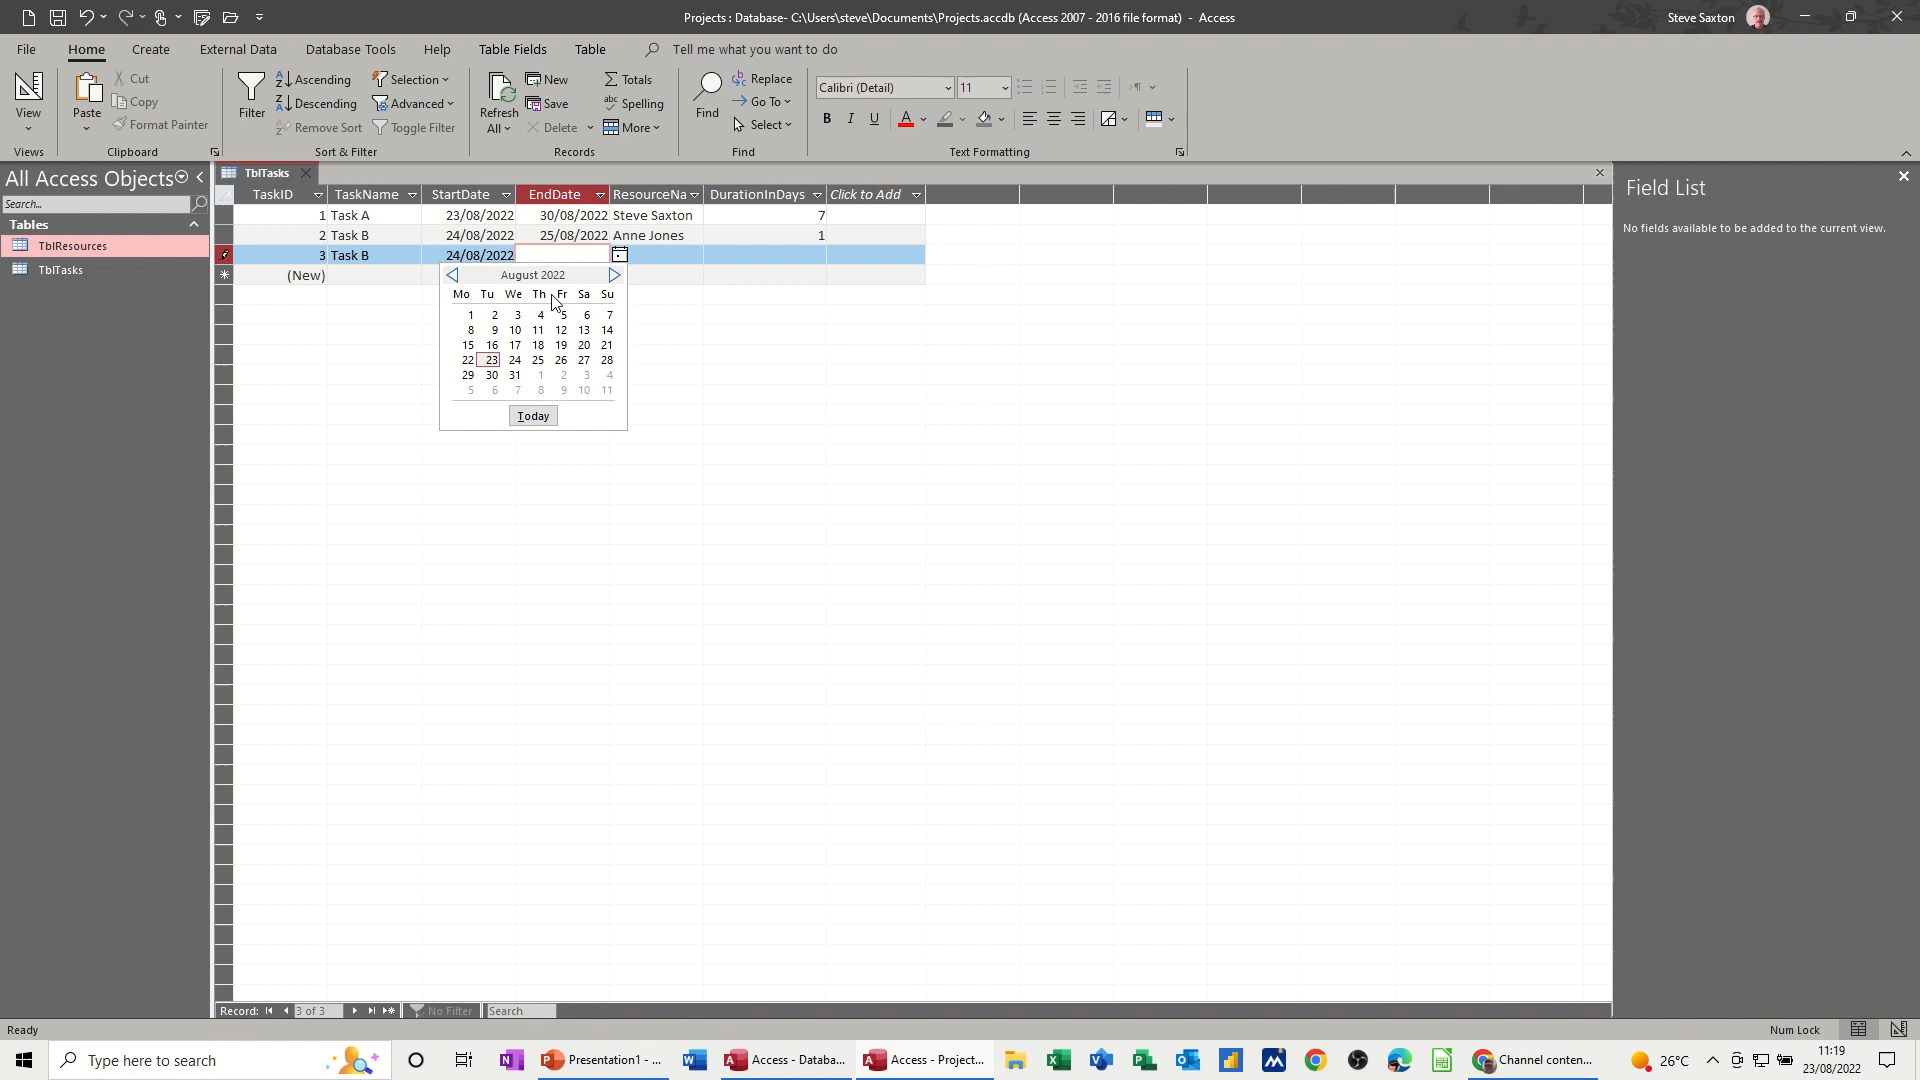 Projects : Database- C:\Users\steve\Documents\Projects.accdb (Access 2007 - 2016 file format) - Access
Steve Saxton
File Home Create External Data Database Tools Help Table Fields Table Tell me what you want to do
View
Views
Paste
Cut
Copy
Format Painter
Clipboard
Filter
Ascending
Descending
Remove Sort
Selection
Advanced
Toggle Filter
Sort & Filter
Refresh
All
New
Save
Delete
Totals
Spelling
More
Records
Find
Replace
Go To
Select
Find
Calibri (Detail) 11
B I U A
Text Formatting
All Access Objects
Search...
Tables
TblResources
TblTasks
TblTasks
TaskID TaskName StartDate EndDate ResourceNa DurationInDays Click to Add
1 Task A 23/08/2022 30/08/2022 Steve Saxton 7
2 Task B 24/08/2022 25/08/2022 Anne Jones 1
3 Task B 24/08/2022
(New)
August 2022
Mo Tu We Th Fr Sa Su
1 2 3 4 5 6 7
8 9 10 11 12 13 14
15 16 17 18 19 20 21
22 23 24 25 26 27 28
29 30 31 1 2 3 4
5 6 7 8 9 10 11
Today
Field List
No fields available to be added to the current view.
Record: 3 of 3 No Filter Search
Ready
Num Lock
Type here to search
Presentation1 - ...
Access - Databa...
Access - Project...
Channel conten...
26°C
11:19
23/08/2022